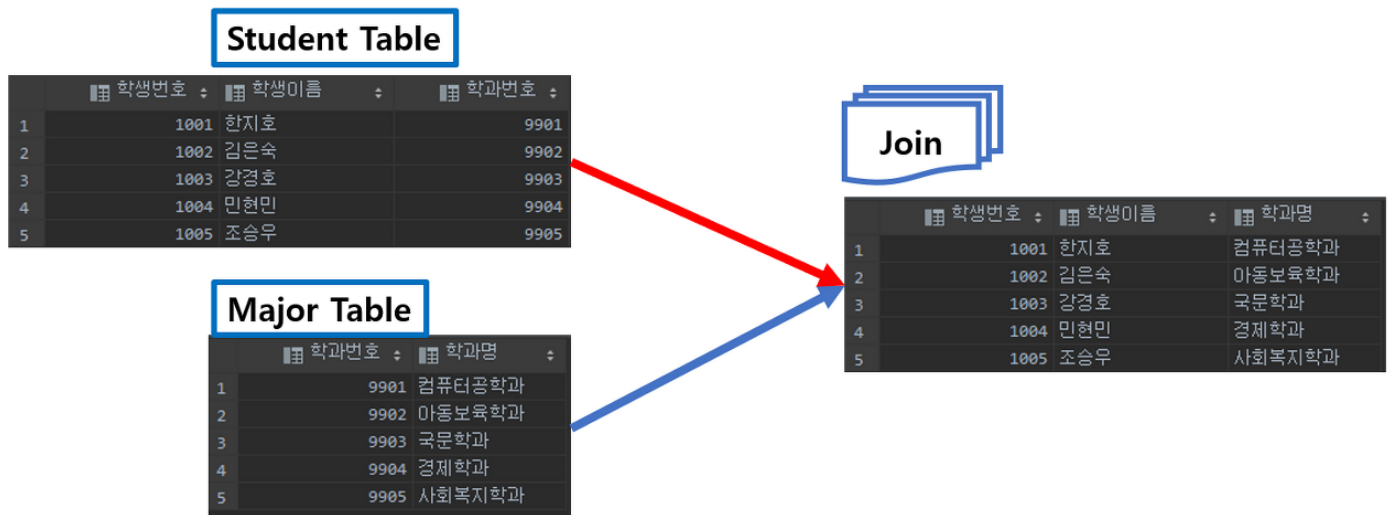 Student Table
학생번호 학생이름 학과번호
1 1001 한지호 9901
2 1002 김은숙 9902
3 1003 강경호 9903
4 1004 민현민 9904
5 1005 조승우 9905
Major Table
학과번호 학과명
1 9901 컴퓨터공학과
2 9902 아동보육학과
3 9903 국문학과
4 9904 경제학과
5 9905 사회복지학과
Join
학생번호 학생이름 학과명
1 1001 한지호 컴퓨터공학과
2 1002 김은숙 아동보육학과
3 1003 강경호 국문학과
4 1004 민현민 경제학과
5 1005 조승우 사회복지학과